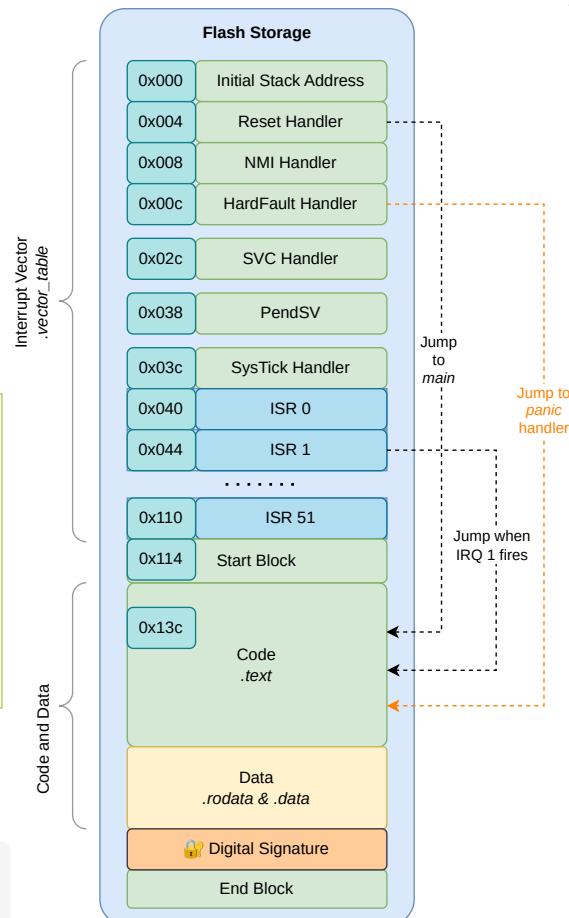 Flash Storage
0x000 Initial Stack Address
0x004 Reset Handler
0x008 NMI Handler
0x00c HardFault Handler
0x02c SVC Handler
0x038 PendSV
0x03c SysTick Handler
0x040 ISR 0
0x044 ISR 1
. . . . . . .
0x110 ISR 51
0x114 Start Block
0x13c
Code
.text
Data
.rodata & .data
🔐 Digital Signature
End Block
Interrupt Vector
.vector_table
Code and Data
Jump
to
main
Jump to
panic
handler
Jump when
IRQ 1 fires